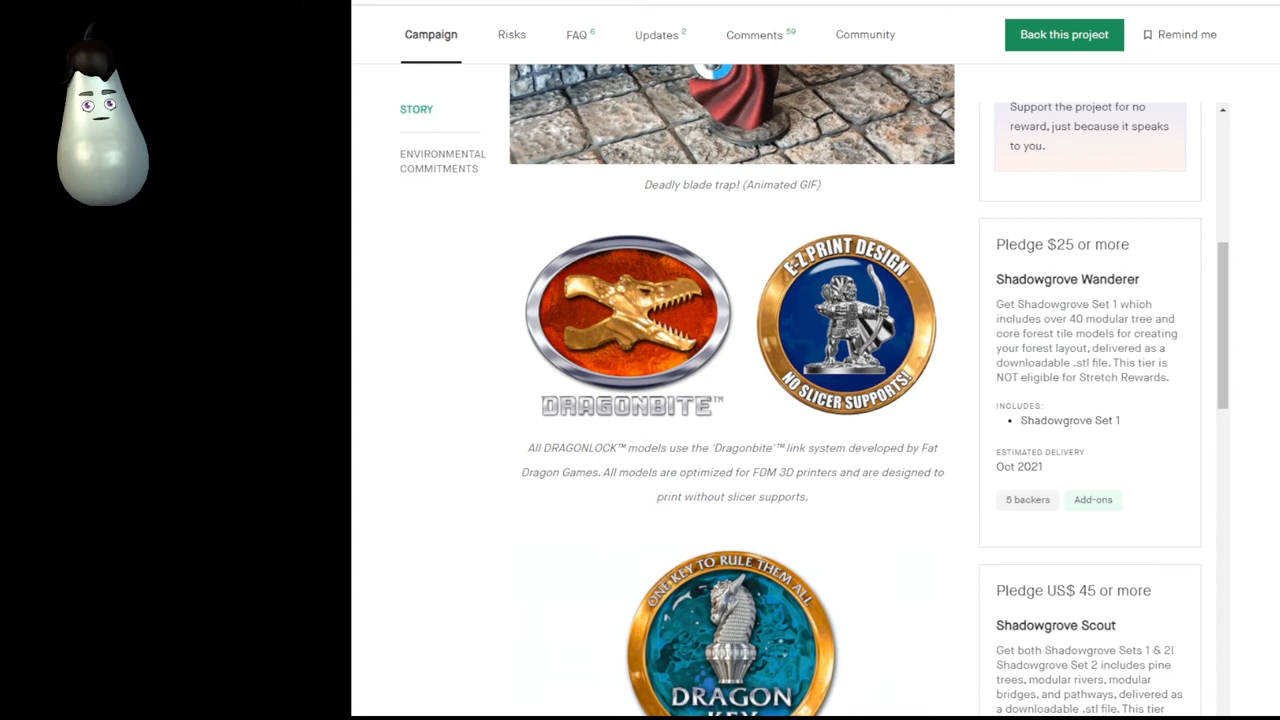 Campaign
Risks
FAQ 6
Updates 2
Comments 59
Community
Back this project
Remind me
STORY
ENVIRONMENTAL
COMMITMENTS
Deadly blade trap! (Animated GIF)
E-Z PRINT DESIGN
NO SLICER SUPPORTS!
DRAGONBITE™
All DRAGONLOCK™ models use the 'Dragonbite'™ link system developed by Fat
Dragon Games. All models are optimized for FDM 3D printers and are designed to
print without slicer supports.
ONE KEY TO RULE THEM ALL
DRAGON
KEY
Support the project for no
reward, just because it speaks
to you.
Pledge $25 or more
Shadowgrove Wanderer
Get Shadowgrove Set 1 which
includes over 40 modular tree and
core forest tile models for creating
your forest layout, delivered as a
downloadable .stl file. This tier is
NOT eligible for Stretch Rewards.
INCLUDES:
• Shadowgrove Set 1
ESTIMATED DELIVERY
Oct 2021
5 backers
Add-ons
Pledge US$ 45 or more
Shadowgrove Scout
Get both Shadowgrove Sets 1 & 2!
Shadowgrove Set 2 includes pine
trees, modular rivers, modular
bridges, and pathways, delivered as
a downloadable .stl file. This tier